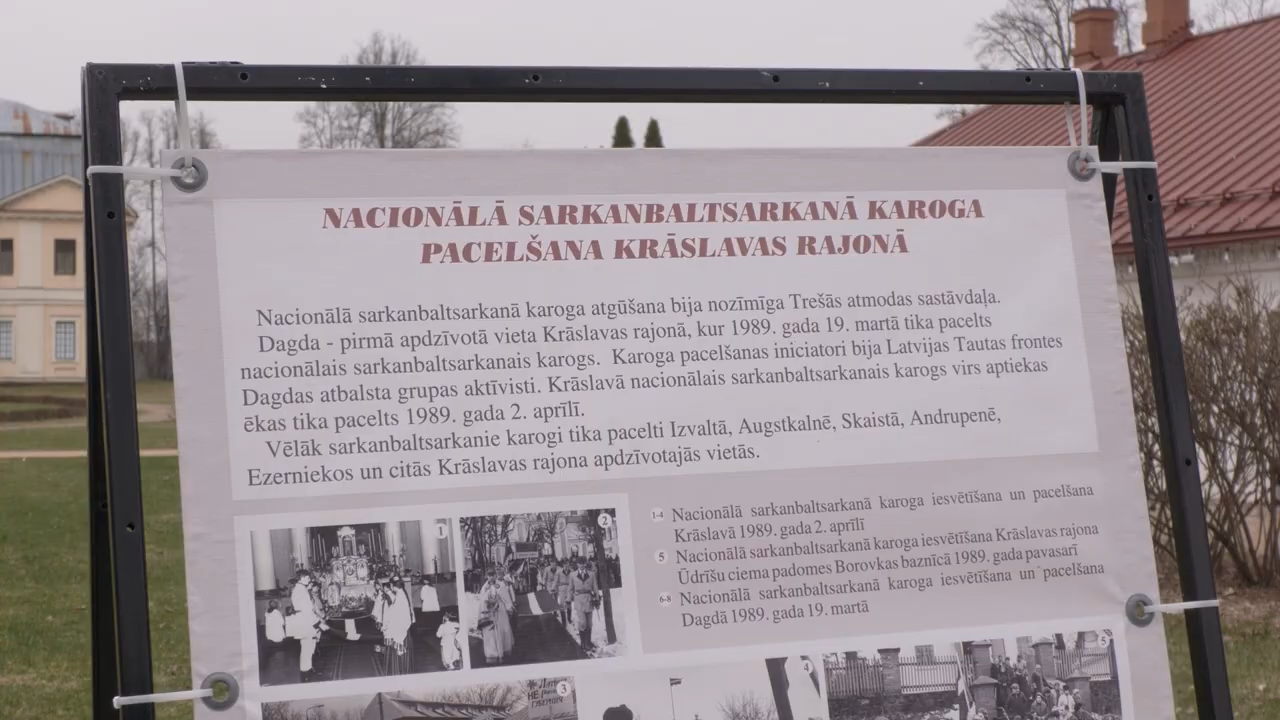 NACIONĀLĀ SARKANBALTSARKANĀ KAROGA
PACELŠANA KRĀSLAVAS RAJONĀ
Nacionālā sarkanbaltsarkanā karoga atgūšana bija nozīmīga Trešās atmodas sastāvdaļa.
Dagda - pirmā apdzīvotā vieta Krāslavas rajonā, kur 1989. gada 19. martā tika pacelts
nacionālais sarkanbaltsarkanais karogs. Karoga pacelšanas iniciatori bija Latvijas Tautas frontes
Dagdas atbalsta grupas aktīvisti. Krāslavā nacionālais sarkanbaltsarkanais karogs virs aptiekas
ēkas tika pacelts 1989. gada 2. aprīlī.
Vēlāk sarkanbaltsarkanie karogi tika pacelti Izvaltā, Augstkalnē, Skaistā, Andrupenē,
Ezerniekos un citās Krāslavas rajona apdzīvotajās vietās.
1-4 Nacionālā sarkanbaltsarkanā karoga iesvētīšana un pacelšana
Krāslavā 1989. gada 2. aprīlī
5 Nacionālā sarkanbaltsarkanā karoga iesvētīšana Krāslavas rajona
Ūdrīšu ciema padomes Borovkas baznīcā 1989. gada pavasarī
6-8 Nacionālā sarkanbaltsarkanā karoga iesvētīšana un pacelšana
Dagdā 1989. gada 19. martā
1
2
3
4
5